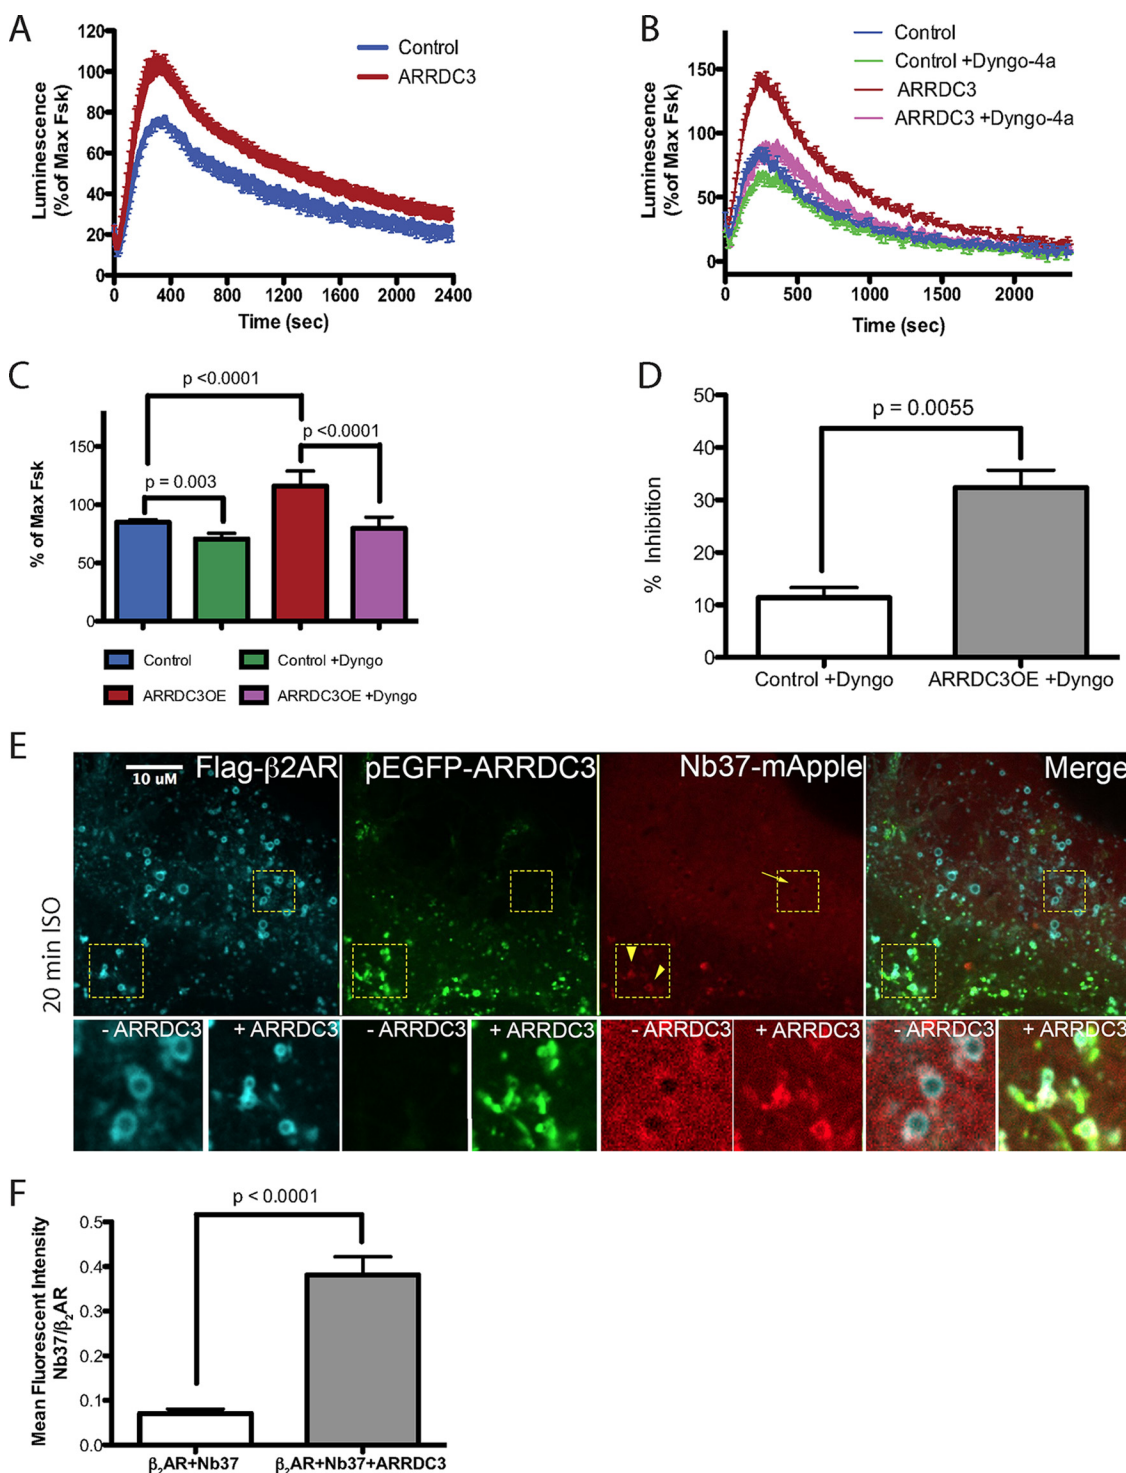 A
120
100
80
60
40
20
0
Luminescence
(%of Max Fsk)
Control
ARRDC3
0 400 800 1200 1600 2000 2400
Time (sec)
B
150
100
50
0
Luminescence
(%of Max Fsk)
Control
Control +Dyngo-4a
ARRDC3
ARRDC3 +Dyngo-4a
0 500 1000 1500 2000
Time (sec)
C
p <0.0001
p <0.0001
p = 0.003
150
100
50
0
% of Max Fsk
Control
Control +Dyngo
ARRDC3OE
ARRDC3OE +Dyngo
D
50
40
30
20
10
0
% Inhibition
p = 0.0055
Control +Dyngo
ARRDC3OE +Dyngo
E
20 min ISO
10 uM
Flag-β2AR
pEGFP-ARRDC3
Nb37-mApple
Merge
- ARRDC3
+ ARRDC3
- ARRDC3
+ ARRDC3
- ARRDC3
+ ARRDC3
- ARRDC3
+ ARRDC3
F
p < 0.0001
0.5
0.4
0.3
0.2
0.1
0.0
Mean Fluorescent Intensity
Nb37/β₂AR
β₂AR+Nb37
β₂AR+Nb37+ARRDC3